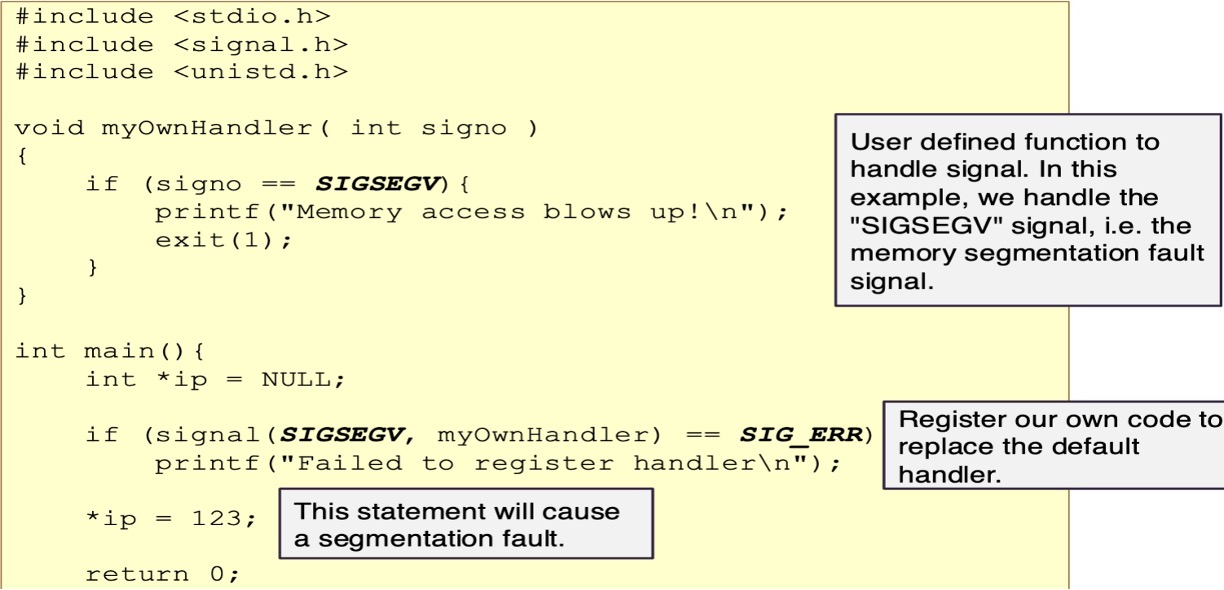 #include <stdio.h>
#include <signal.h>
#include <unistd.h>
void myOwnHandler( int signo )
{
if (signo == SIGSEGV){
printf("Memory access blows up!\n");
exit(1);
}
}
User defined function to
handle signal. In this
example, we handle the
"SIGSEGV" signal, i.e. the
memory segmentation fault
signal.
int main(){
int *ip = NULL;
if (signal(SIGSEGV, myOwnHandler) == SIG_ERR)
printf("Failed to register handler\n");
Register our own code to
replace the default
handler.
*ip = 123;
This statement will cause
a segmentation fault.
return 0;